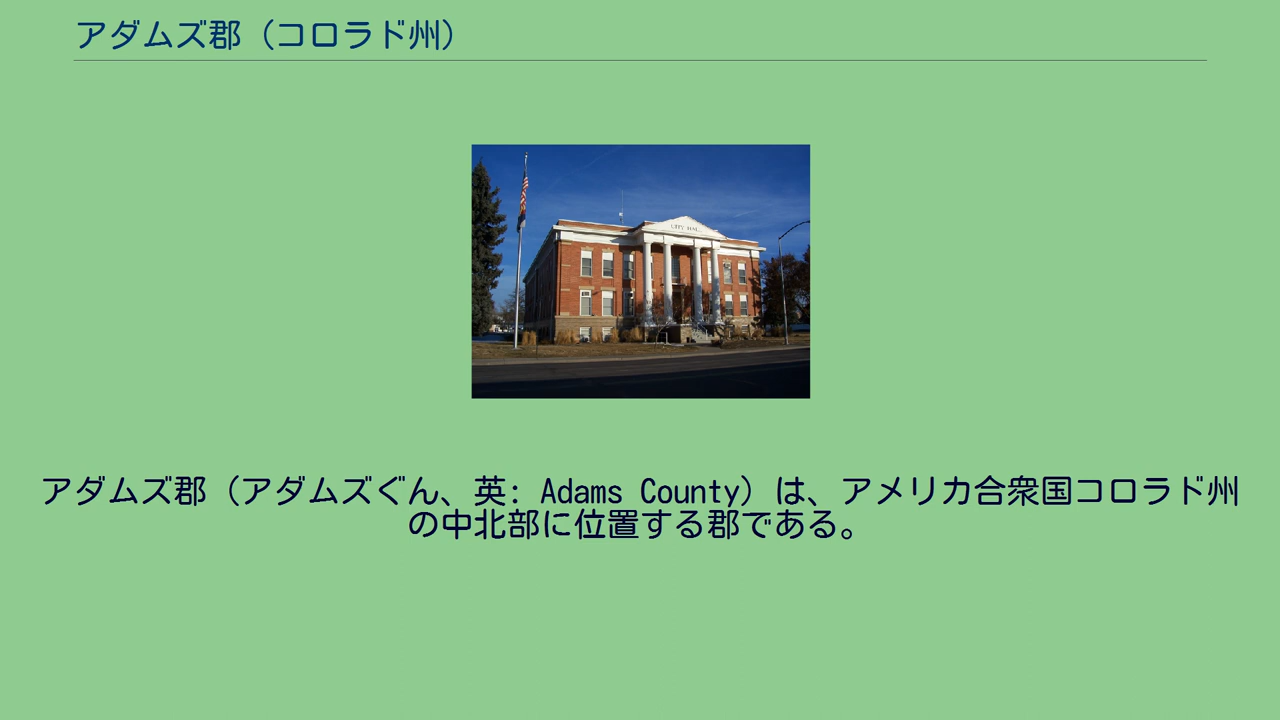 アダムズ郡（コロラド州）
CITY HALL
アダムズ郡（アダムズぐん、英: Adams County）は、アメリカ合衆国コロラド州
の中北部に位置する郡である。